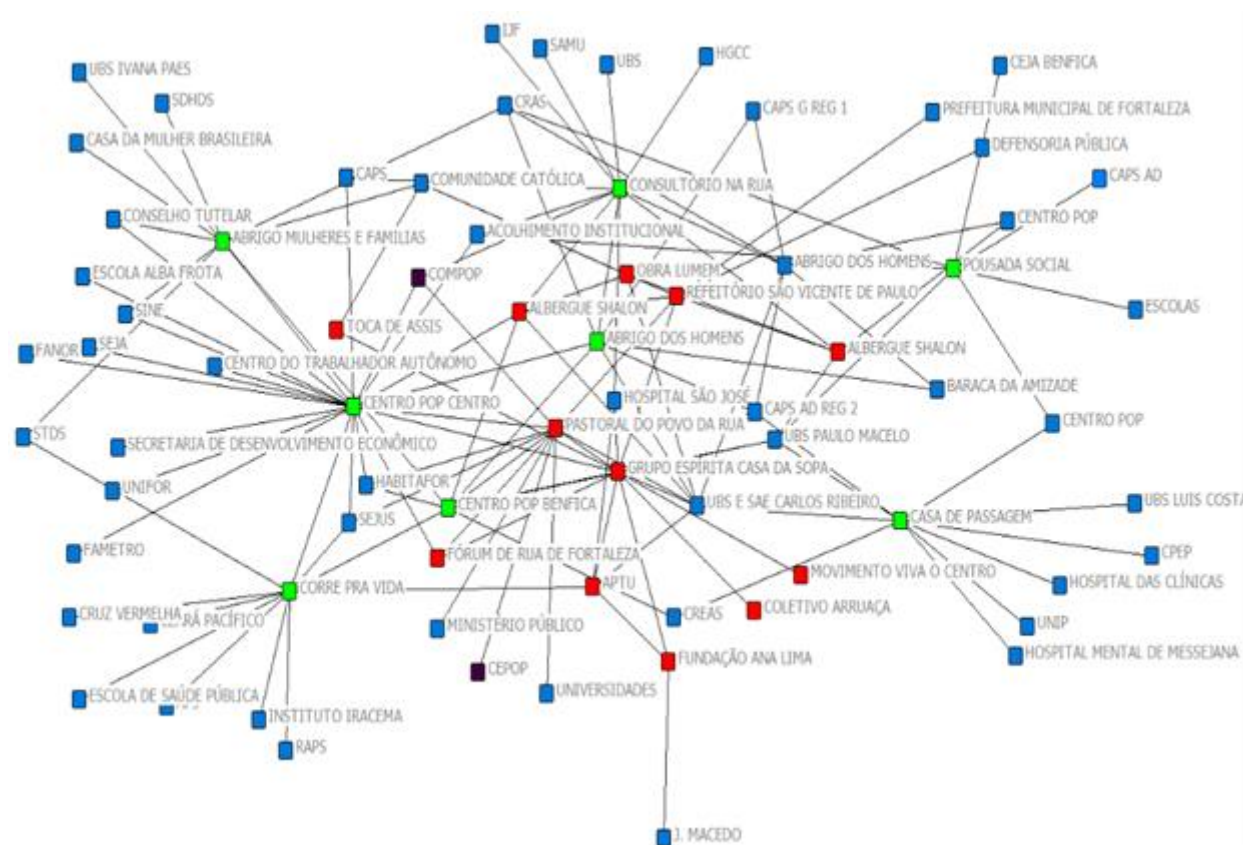 IJF
SAMU
UBS
HGCC
CEJA BENFICA
UBS IVANA PAES
SDHDS
CRAS
CAPS G REG 1
PREFEITURA MUNICIPAL DE FORTALEZA
CASA DA MULHER BRASILEIRA
DEFENSORIA PÚBLICA
CAPS
COMUNIDADE CATÓLICA
CONSULTÓRIO NA RUA
CAPS AD
CONSELHO TUTELAR
CENTRO POP
ABRIGO MULHERES E FAMILIAS
ACOLHIMENTO INSTITUCIONAL
ABRIGO DOS HOMENS
POUSADA SOCIAL
ESCOLA ALBA FROTA
COMPOP
OBRA LUMEM
REFEITÓRIO SÃO VICENTE DE PAULO
ESCOLAS
SINE
ALBERGUE SHALON
TOCA DE ASSIS
ABRIGO DOS HOMENS
ALBERGUE SHALON
FANOR
SEJA
CENTRO DO TRABALHADOR AUTÔNOMO
BARACA DA AMIZADE
CENTRO POP CENTRO
HOSPITAL SÃO JOSÉ
CAPS AD REG 2
CENTRO POP
STDS
SECRETARIA DE DESENVOLVIMENTO ECONÔMICO
PASTORAL DO POVO DA RUA
UBS PAULO MACELO
GRUPO ESPÍRITA CASA DA SOPA
UNIFOR
HABITAFOR
CENTRO POP BENFICA
UBS E SAE CARLOS RIBEIRO
UBS LUIS COSTA
SEJUS
CASA DE PASSAGEM
FAMETRO
FÓRUM DE RUA DE FORTALEZA
CPEP
CORRE PRA VIDA
APTU
MOVIMENTO VIVA O CENTRO
HOSPITAL DAS CLÍNICAS
CRUZ VERMELHA
PACÍFICO
MINISTÉRIO PÚBLICO
CREAS
COLETIVO ARRUAÇA
UNIP
CEPOP
FUNDAÇÃO ANA LIMA
HOSPITAL MENTAL DE MESSEJANA
ESCOLA DE SAÚDE PÚBLICA
UNIVERSIDADES
INSTITUTO IRACEMA
RAPS
J. MACEDO